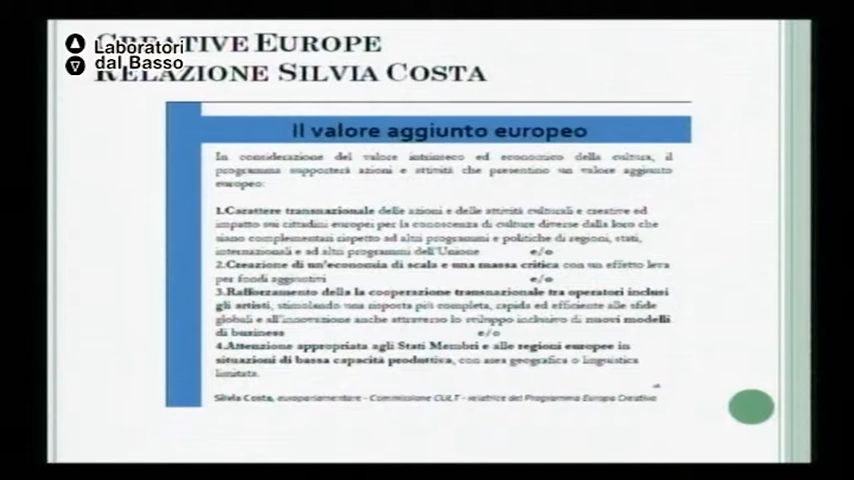 CREATIVE EUROPE
RELAZIONE SILVIA COSTA
Laboratori
dal Basso
Il valore aggiunto europeo
In considerazione del valore intrinseco ed economico della cultura, il
programma supporterà azioni e attività che presentino un valore aggiunto
europeo:
1.Carattere transnazionale delle azioni e delle attività culturali e creative ed
impatto sui cittadini europei per la conoscenza di culture diverse dalla loro che
siano complementari rispetto ad altri programmi e politiche di regioni, stati,
internazionali e ad altri programmi dell'Unione e/o
2.Creazione di un'economia di scala e una massa critica con un effetto leva
per fondi aggiuntivi e/o
3.Rafforzamento della la cooperazione transnazionale tra operatori inclusi
gli artisti, stimolando una risposta più completa, rapida ed efficiente alle sfide
globali e all'innovazione anche attraverso lo sviluppo inclusivo di nuovi modelli
di business e/o
4.Attenzione appropriata agli Stati Membri e alle regioni europee in
situazioni di bassa capacità produttiva, con area geografica o linguistica
limitata.
Silvia Costa, europarlamentare - Commissione CULT - relatrice del Programma Europa Creativa